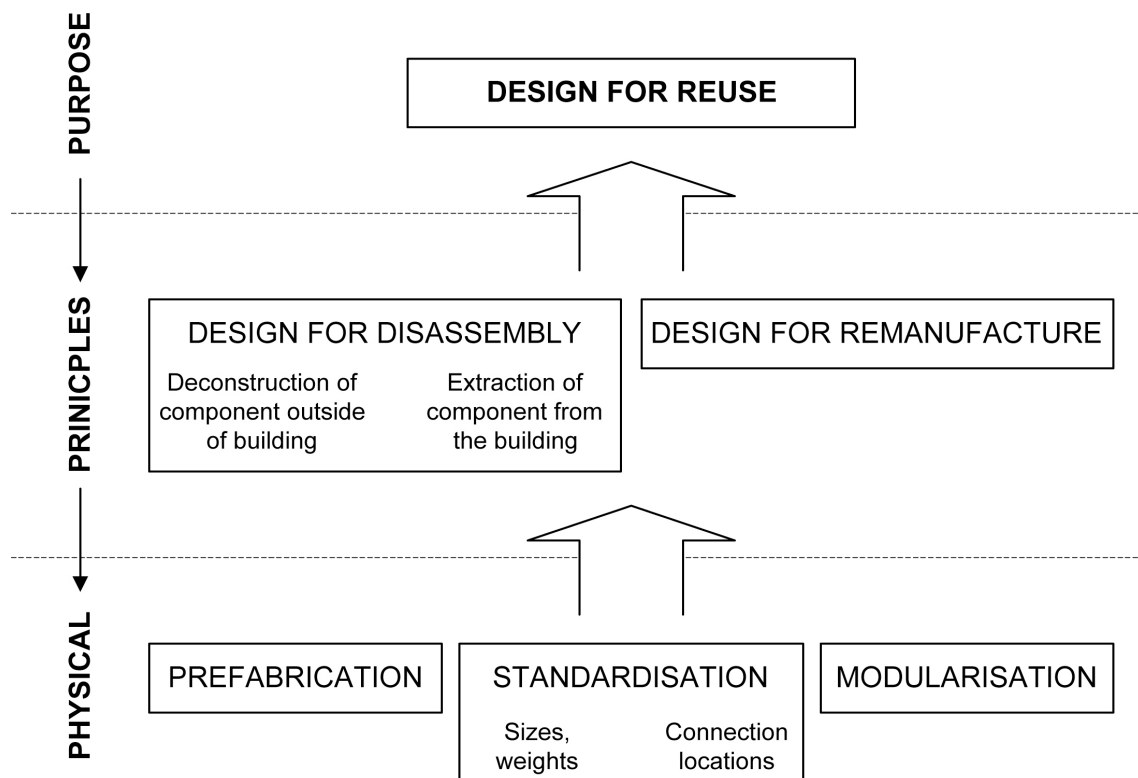 PURPOSE
DESIGN FOR REUSE
PRINICPLES
DESIGN FOR DISASSEMBLY
Deconstruction of
component outside
of building
Extraction of
component from
the building
DESIGN FOR REMANUFACTURE
PHYSICAL
PREFABRICATION
STANDARDISATION
Sizes,
weights
Connection
locations
MODULARISATION